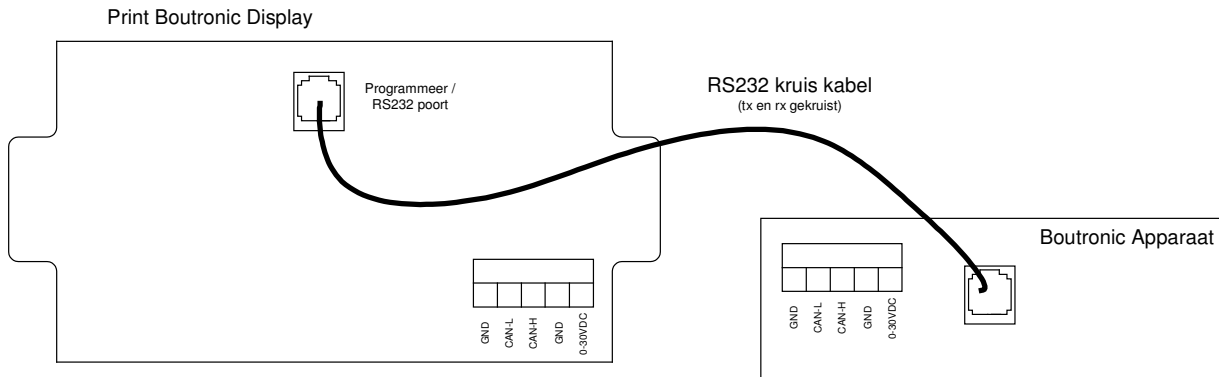 Print Boutronic Display
Programmeer /
RS232 poort
RS232 kruis kabel
(tx en rx gekruist)
Boutronic Apparaat
GND
CAN-L
CAN-H
GND
0-30VDC
GND
CAN-L
CAN-H
GND
0-30VDC